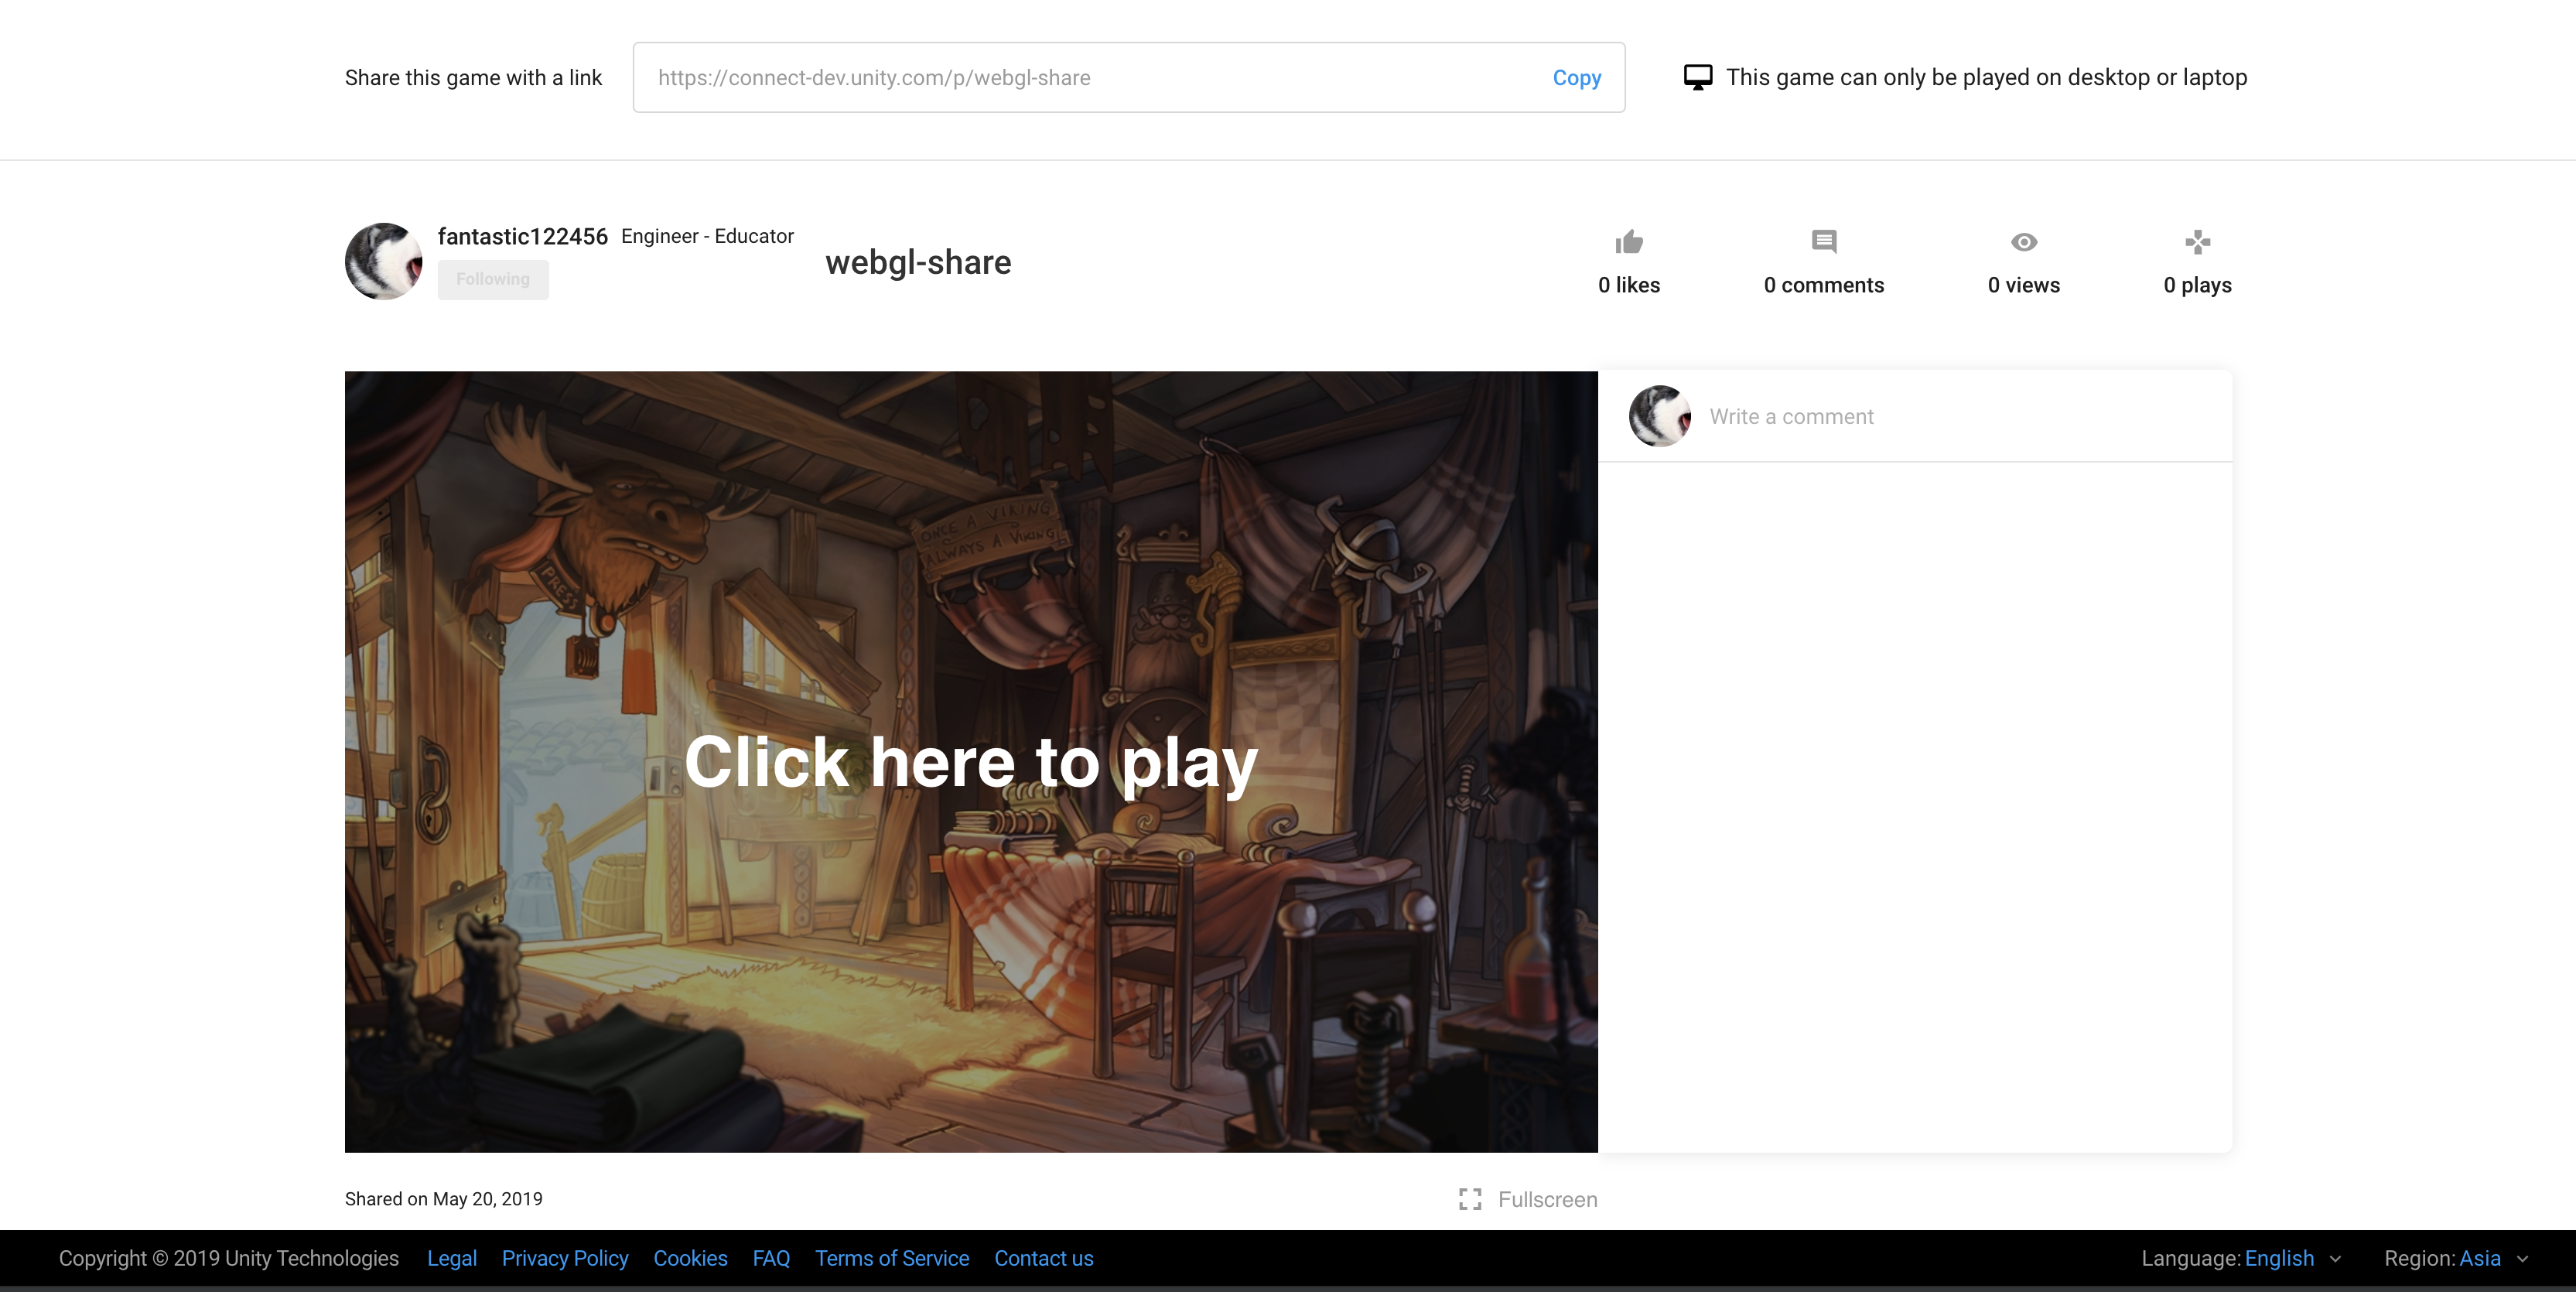 Share this game with a link
https://connect-dev.unity.com/p/webgl-share
Copy
This game can only be played on desktop or laptop
fantastic122456 Engineer - Educator
Following
webgl-share
0 likes
0 comments
0 views
0 plays
Write a comment
ONCE A VIKING
ALWAYS A VIKING
PRESS
Click here to play
Shared on May 20, 2019
Fullscreen
Copyright © 2019 Unity Technologies Legal Privacy Policy Cookies FAQ Terms of Service Contact us
Language: English
Region: Asia